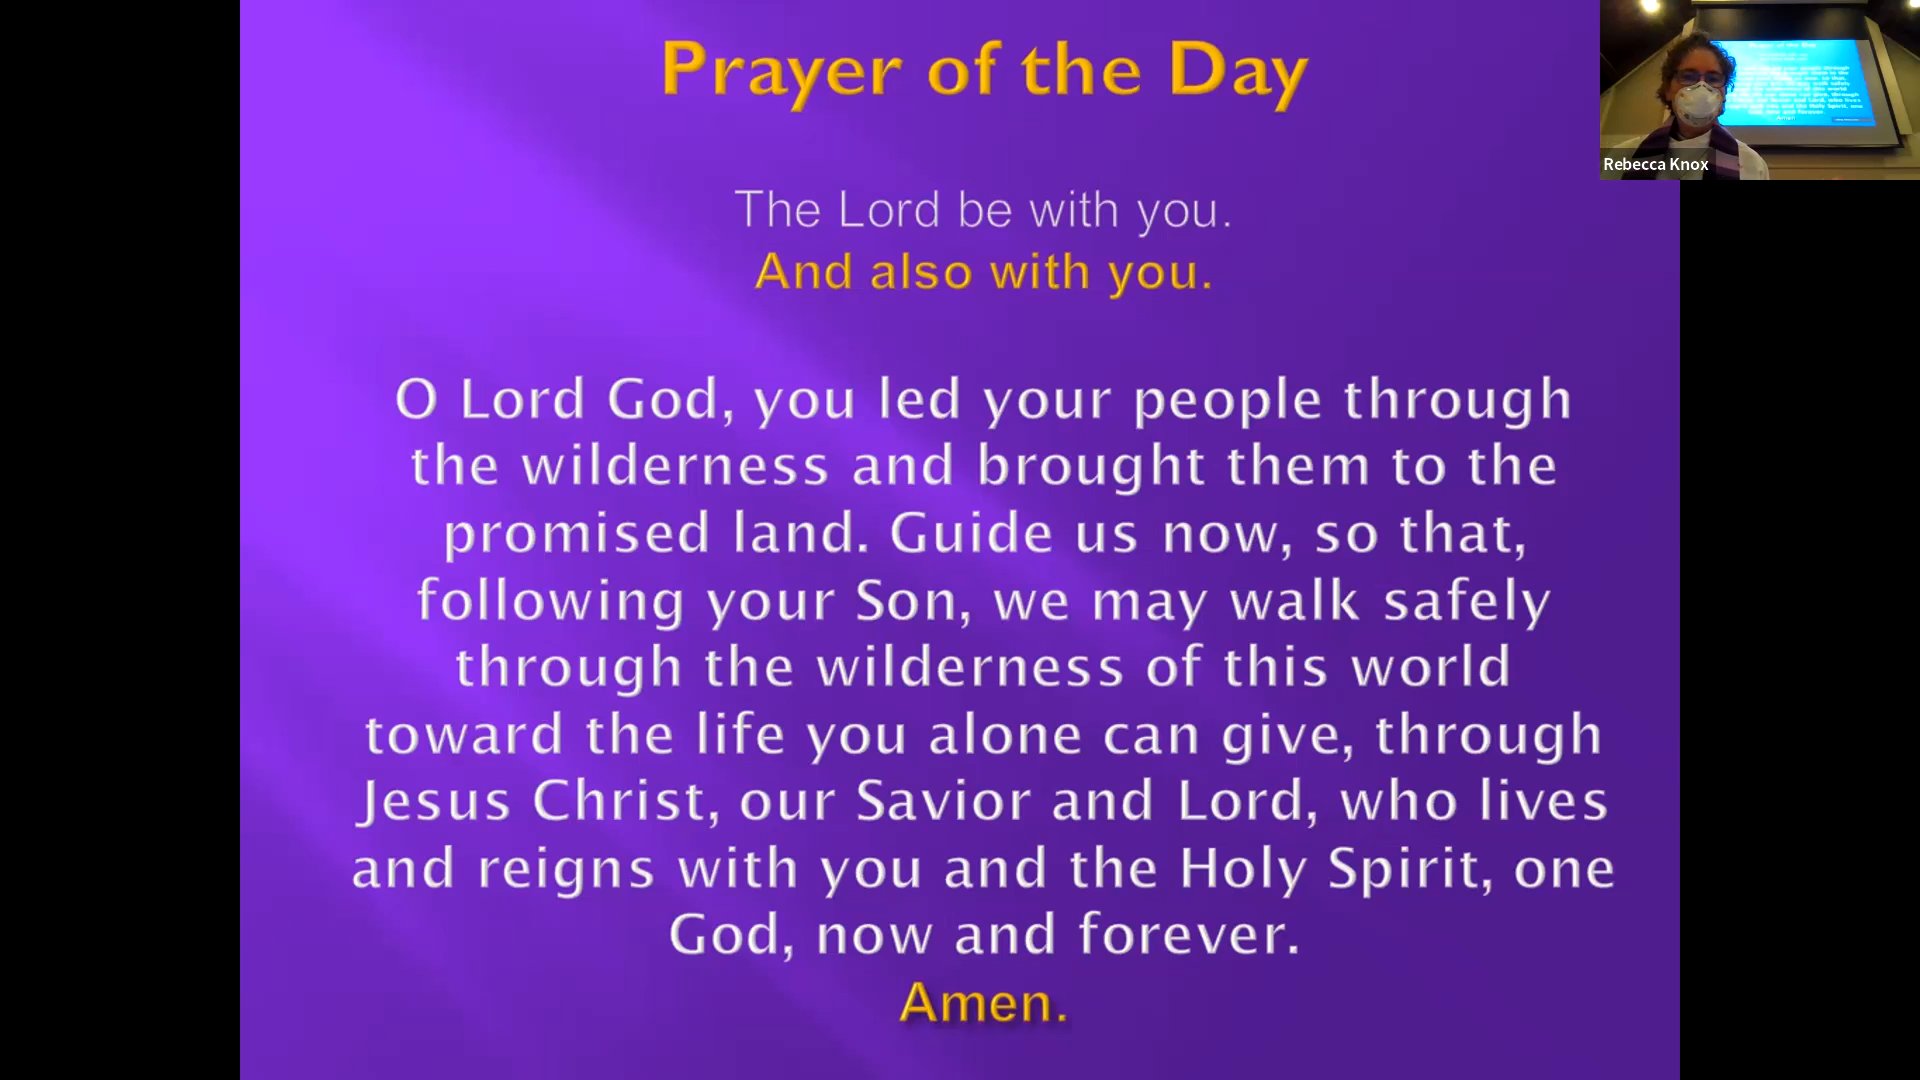 Prayer of the Day
The Lord be with you.
And also with you.
O Lord God, you led your people through
the wilderness and brought them to the
promised land. Guide us now, so that,
following your Son, we may walk safely
through the wilderness of this world
toward the life you alone can give, through
Jesus Christ, our Savior and Lord, who lives
and reigns with you and the Holy Spirit, one
God, now and forever.
Amen.
Rebecca Knox